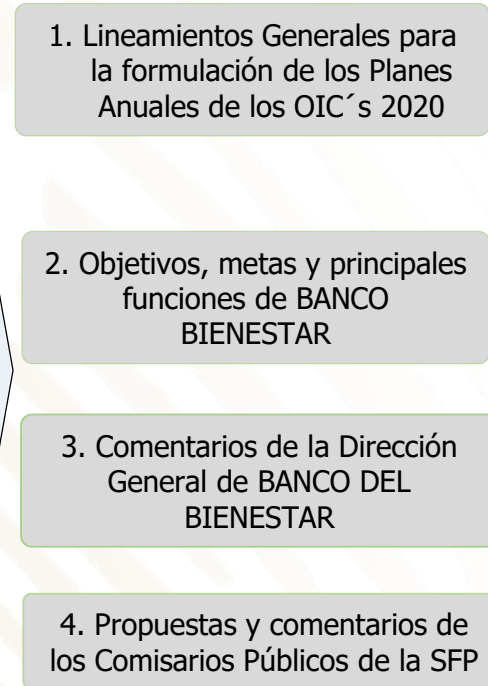 1. Lineamientos Generales para
la formulación de los Planes
Anuales de los OIC´s 2020
2. Objetivos, metas y principales
funciones de BANCO
BIENESTAR
3. Comentarios de la Dirección
General de BANCO DEL
BIENESTAR
4. Propuestas y comentarios de
los Comisarios Públicos de la SFP